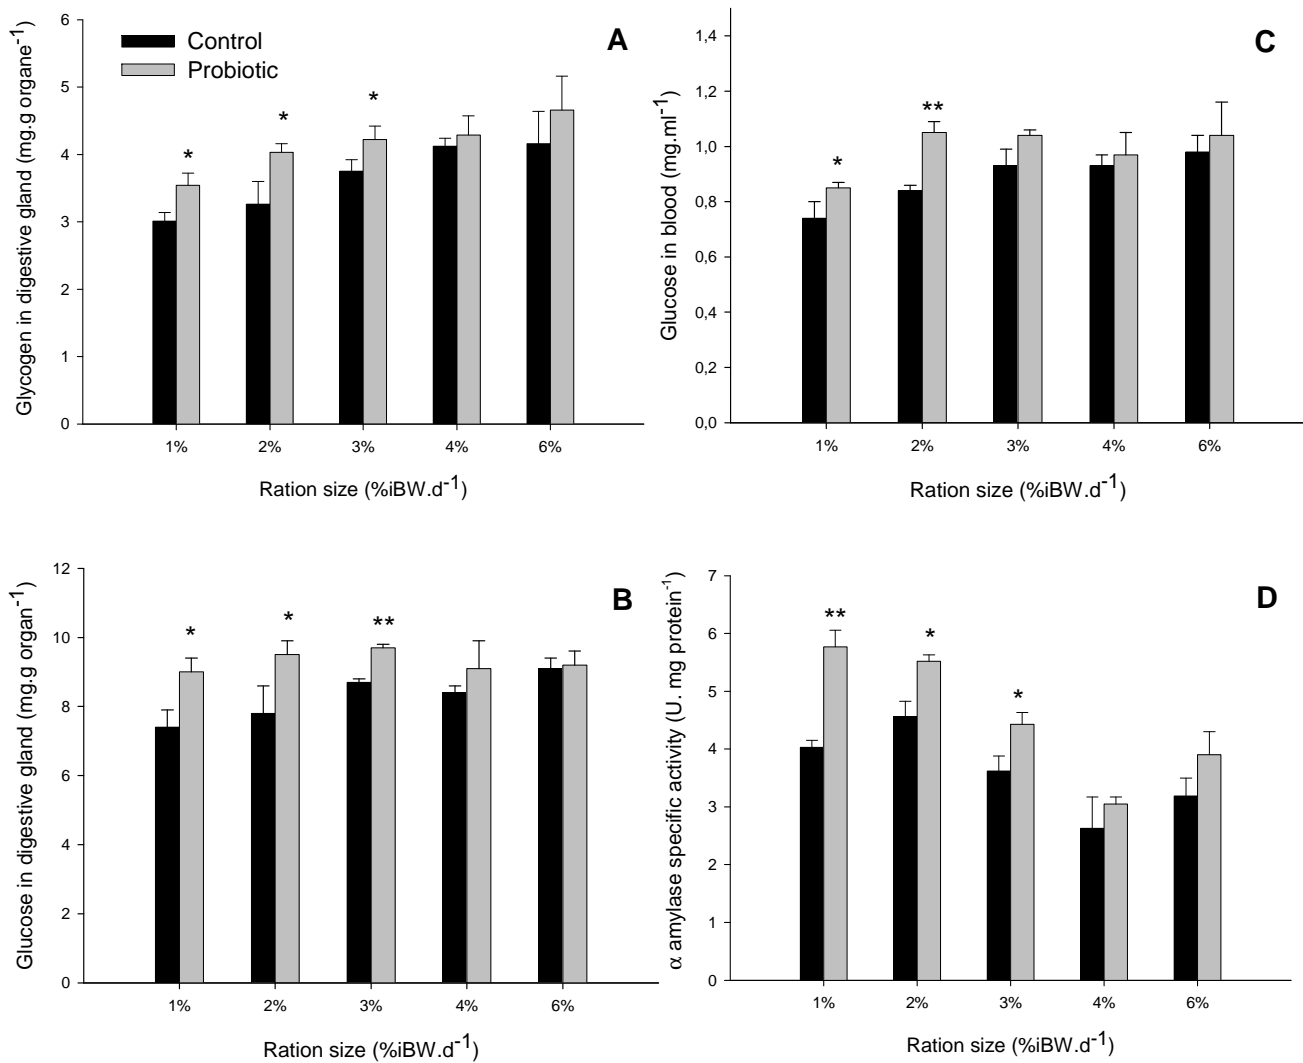 A
Control
Probiotic
Glycogen in digestive gland (mg.g organe⁻¹)
6
5
4
3
2
1
0
* * *
1% 2% 3% 4% 6%
Ration size (%iBW.d⁻¹)
C
Glucose in blood (mg.ml⁻¹)
1,4
1,2
1,0
0,8
0,6
0,4
0,2
0,0
* **
1% 2% 3% 4% 6%
Ration size (%iBW.d⁻¹)
B
Glucose in digestive gland (mg.g organ⁻¹)
12
10
8
6
4
2
0
* * **
1% 2% 3% 4% 6%
Ration size (%iBW.d⁻¹)
D
α amylase specific activity (U. mg protein⁻¹)
7
6
5
4
3
2
1
0
** * *
1% 2% 3% 4% 6%
Ration size (%iBW.d⁻¹)